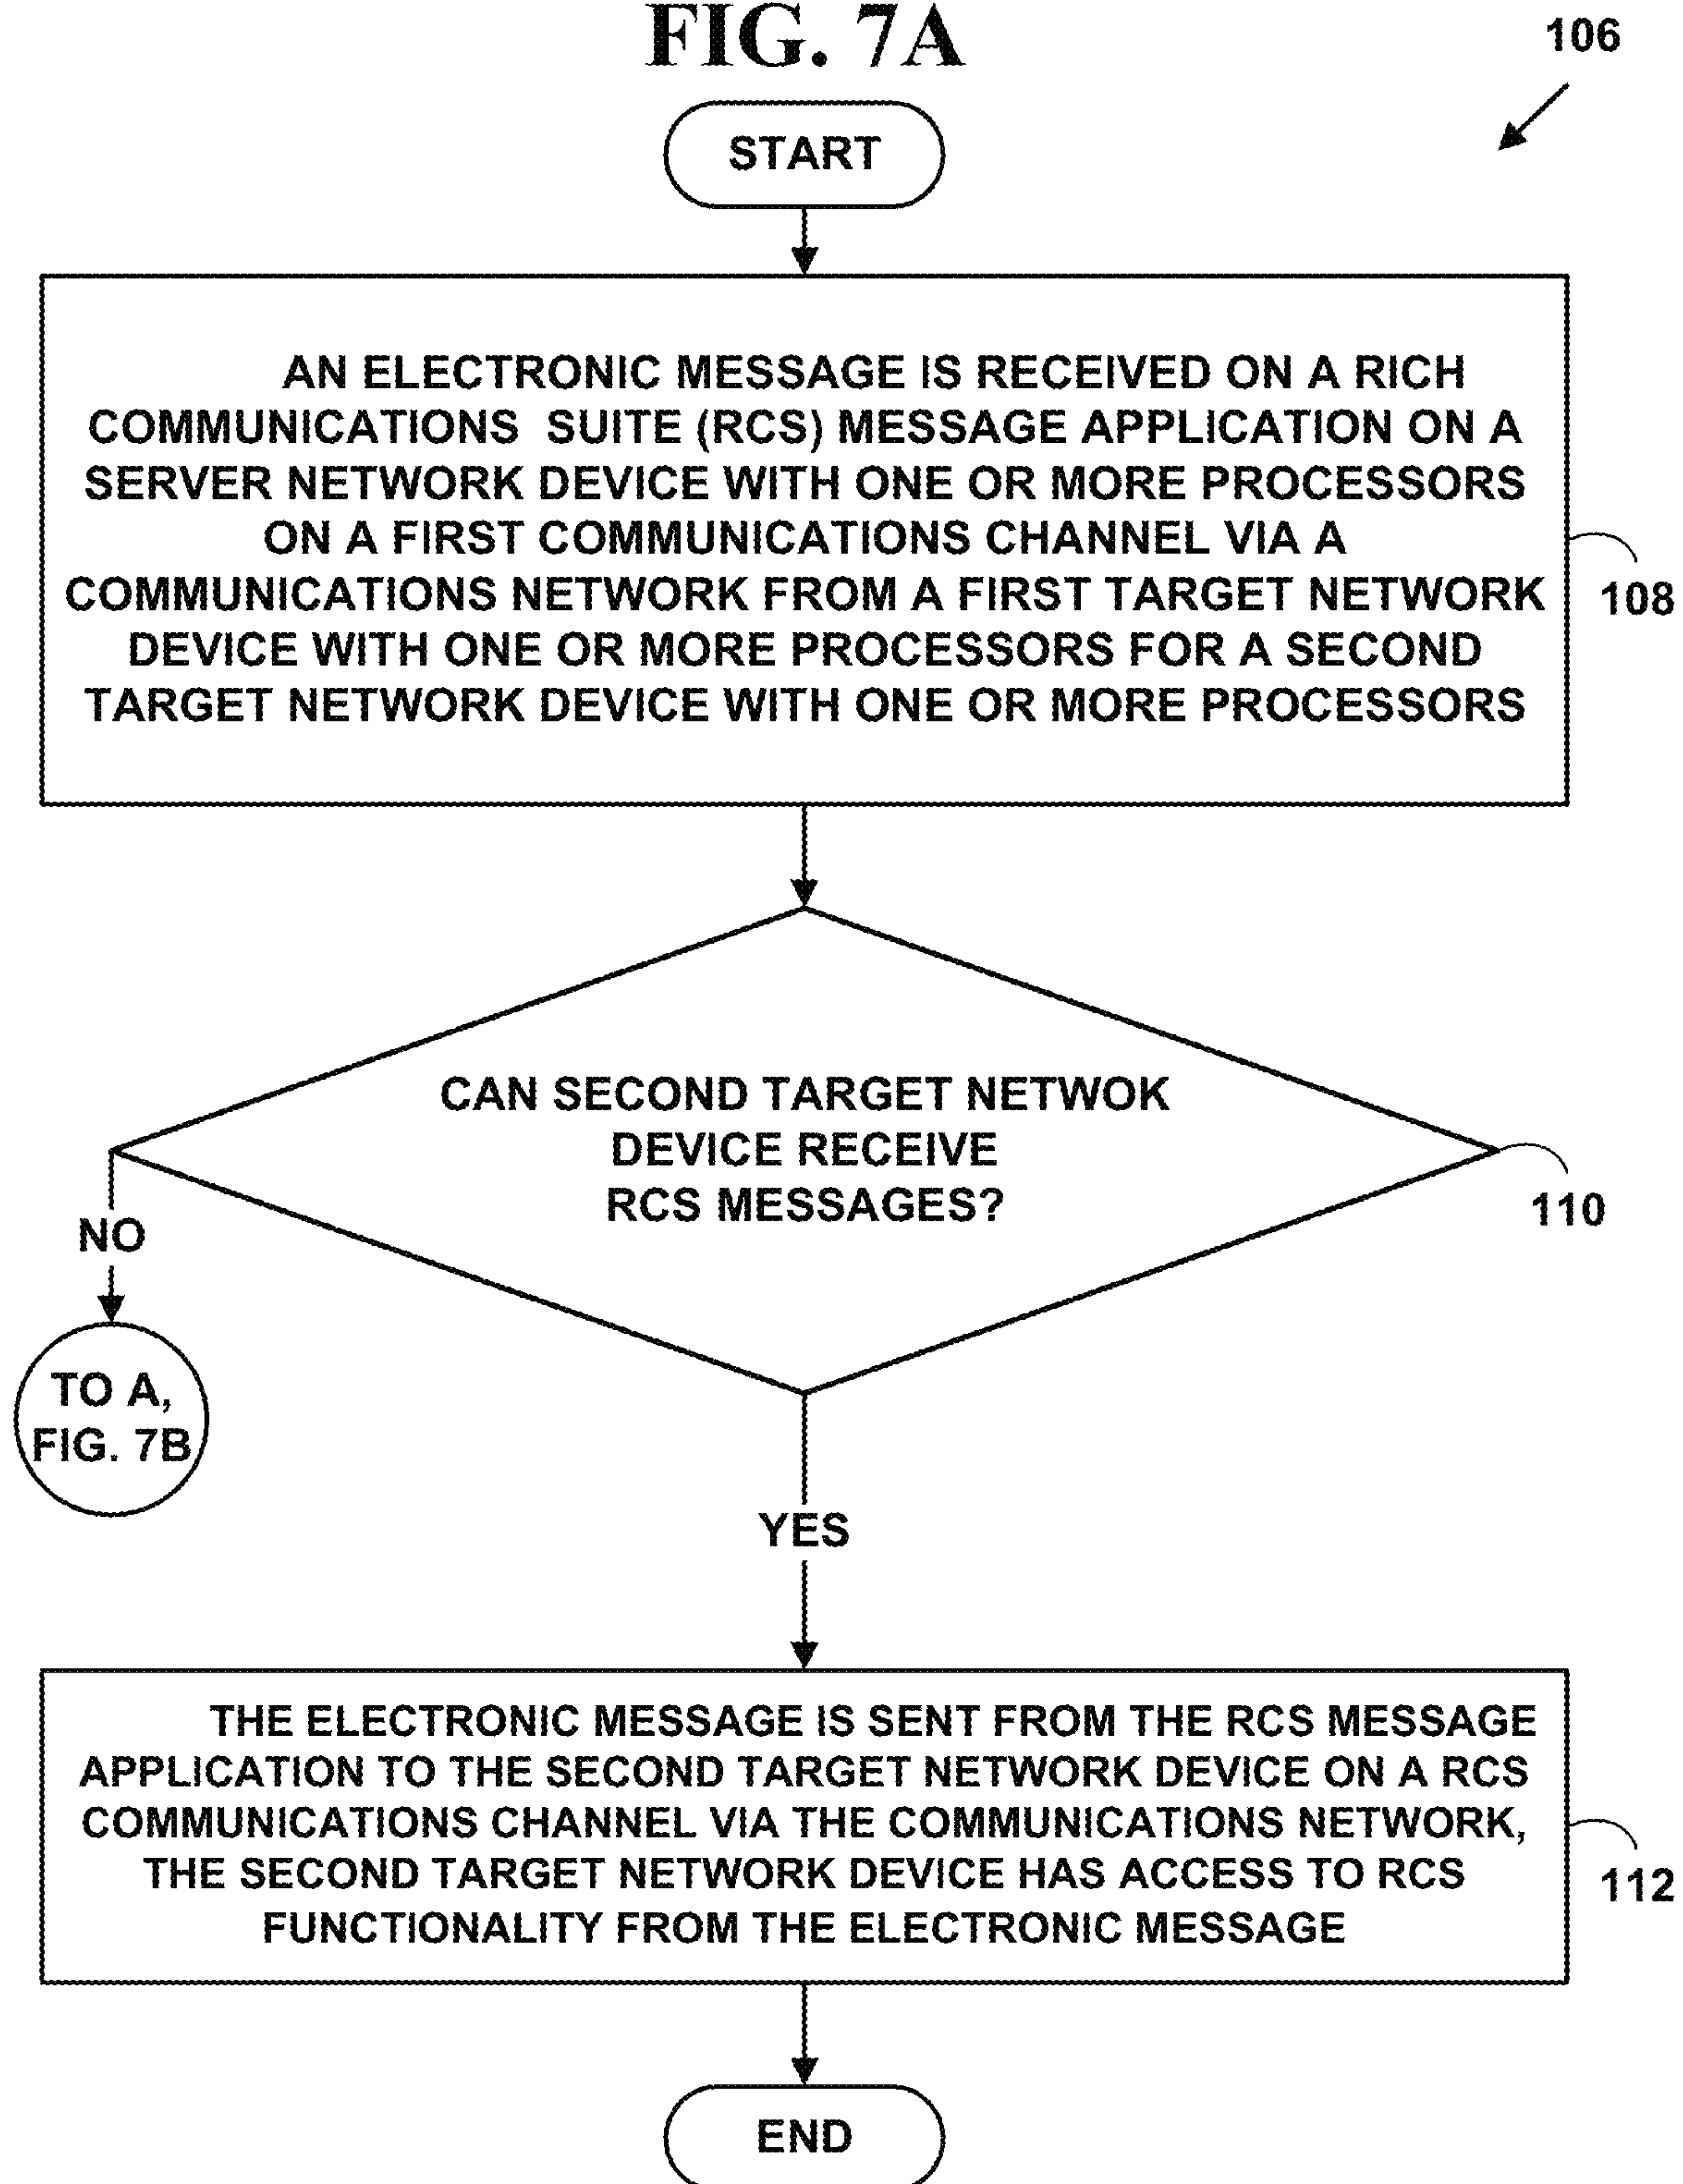 FIG. 7A
106
START
AN ELECTRONIC MESSAGE IS RECEIVED ON A RICH
COMMUNICATIONS SUITE (RCS) MESSAGE APPLICATION ON A
SERVER NETWORK DEVICE WITH ONE OR MORE PROCESSORS
ON A FIRST COMMUNICATIONS CHANNEL VIA A
COMMUNICATIONS NETWORK FROM A FIRST TARGET NETWORK
DEVICE WITH ONE OR MORE PROCESSORS FOR A SECOND
TARGET NETWORK DEVICE WITH ONE OR MORE PROCESSORS
108
CAN SECOND TARGET NETWOK
DEVICE RECEIVE
RCS MESSAGES?
110
NO
TO A,
FIG. 7B
YES
THE ELECTRONIC MESSAGE IS SENT FROM THE RCS MESSAGE
APPLICATION TO THE SECOND TARGET NETWORK DEVICE ON A RCS
COMMUNICATIONS CHANNEL VIA THE COMMUNICATIONS NETWORK,
THE SECOND TARGET NETWORK DEVICE HAS ACCESS TO RCS
FUNCTIONALITY FROM THE ELECTRONIC MESSAGE
112
END